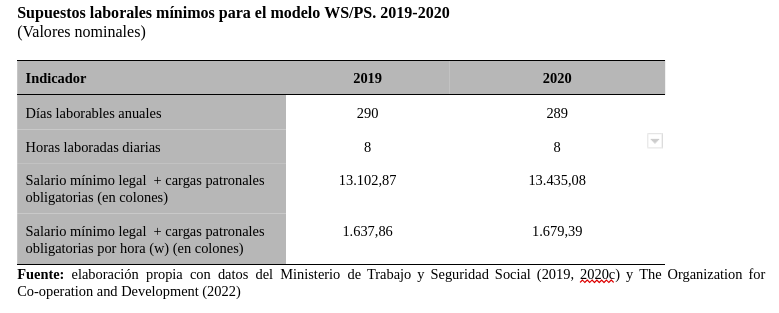 Supuestos laborales mínimos para el modelo WS/PS. 2019-2020
(Valores nominales)
Indicador 2019 2020
Días laborables anuales 290 289
Horas laboradas diarias 8 8
Salario mínimo legal + cargas patronales 13.102,87 13.435,08
obligatorias (en colones)
Salario mínimo legal + cargas patronales 1.637,86 1.679,39
obligatorias por hora (w) (en colones)
Fuente: elaboración propia con datos del Ministerio de Trabajo y Seguridad Social (2019, 2020c) y The Organization for
Co-operation and Development (2022)